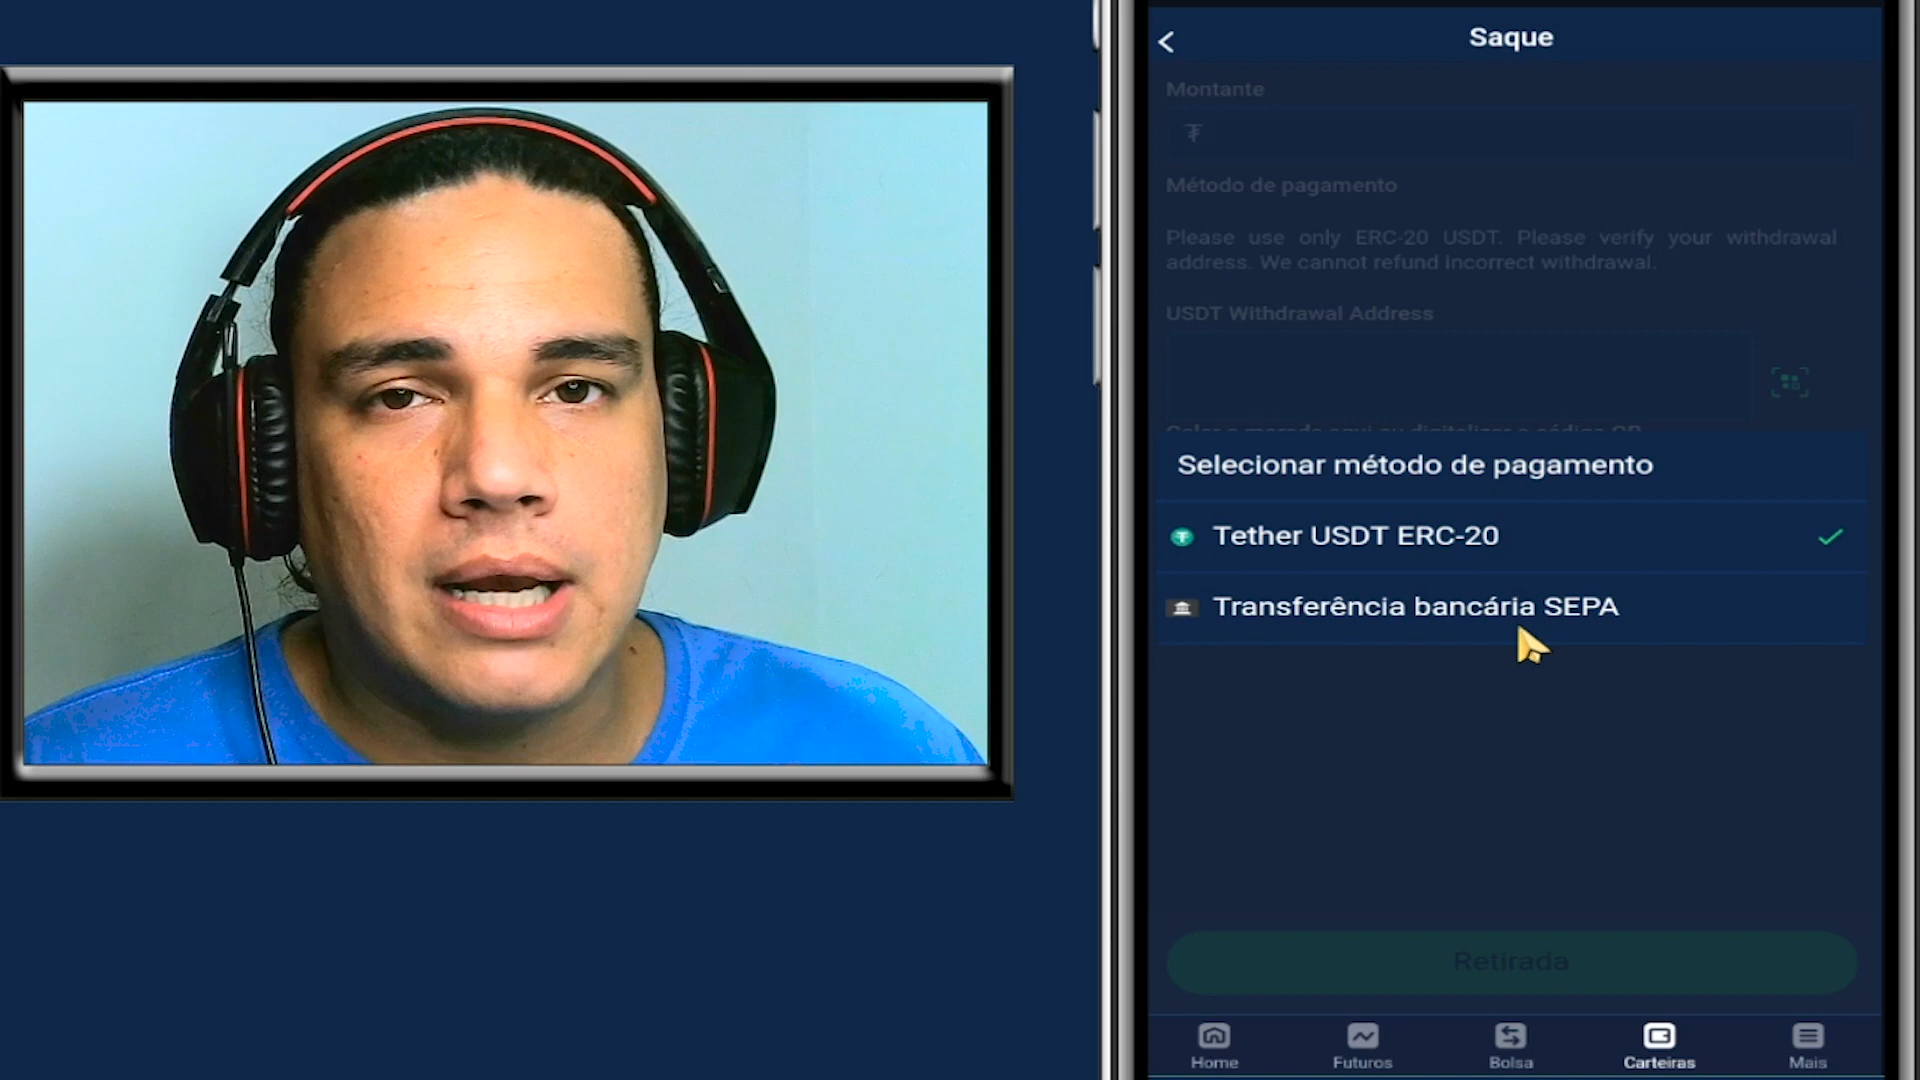 Saque
Montante
₮
Método de pagamento
Please use only ERC-20 USDT. Please verify your withdrawal
address. We cannot refund incorrect withdrawal.
USDT Withdrawal Address
Selecionar método de pagamento
Tether USDT ERC-20
Transferência bancária SEPA
Retirada
Home
Futuros
Bolsa
Carteiras
Mais